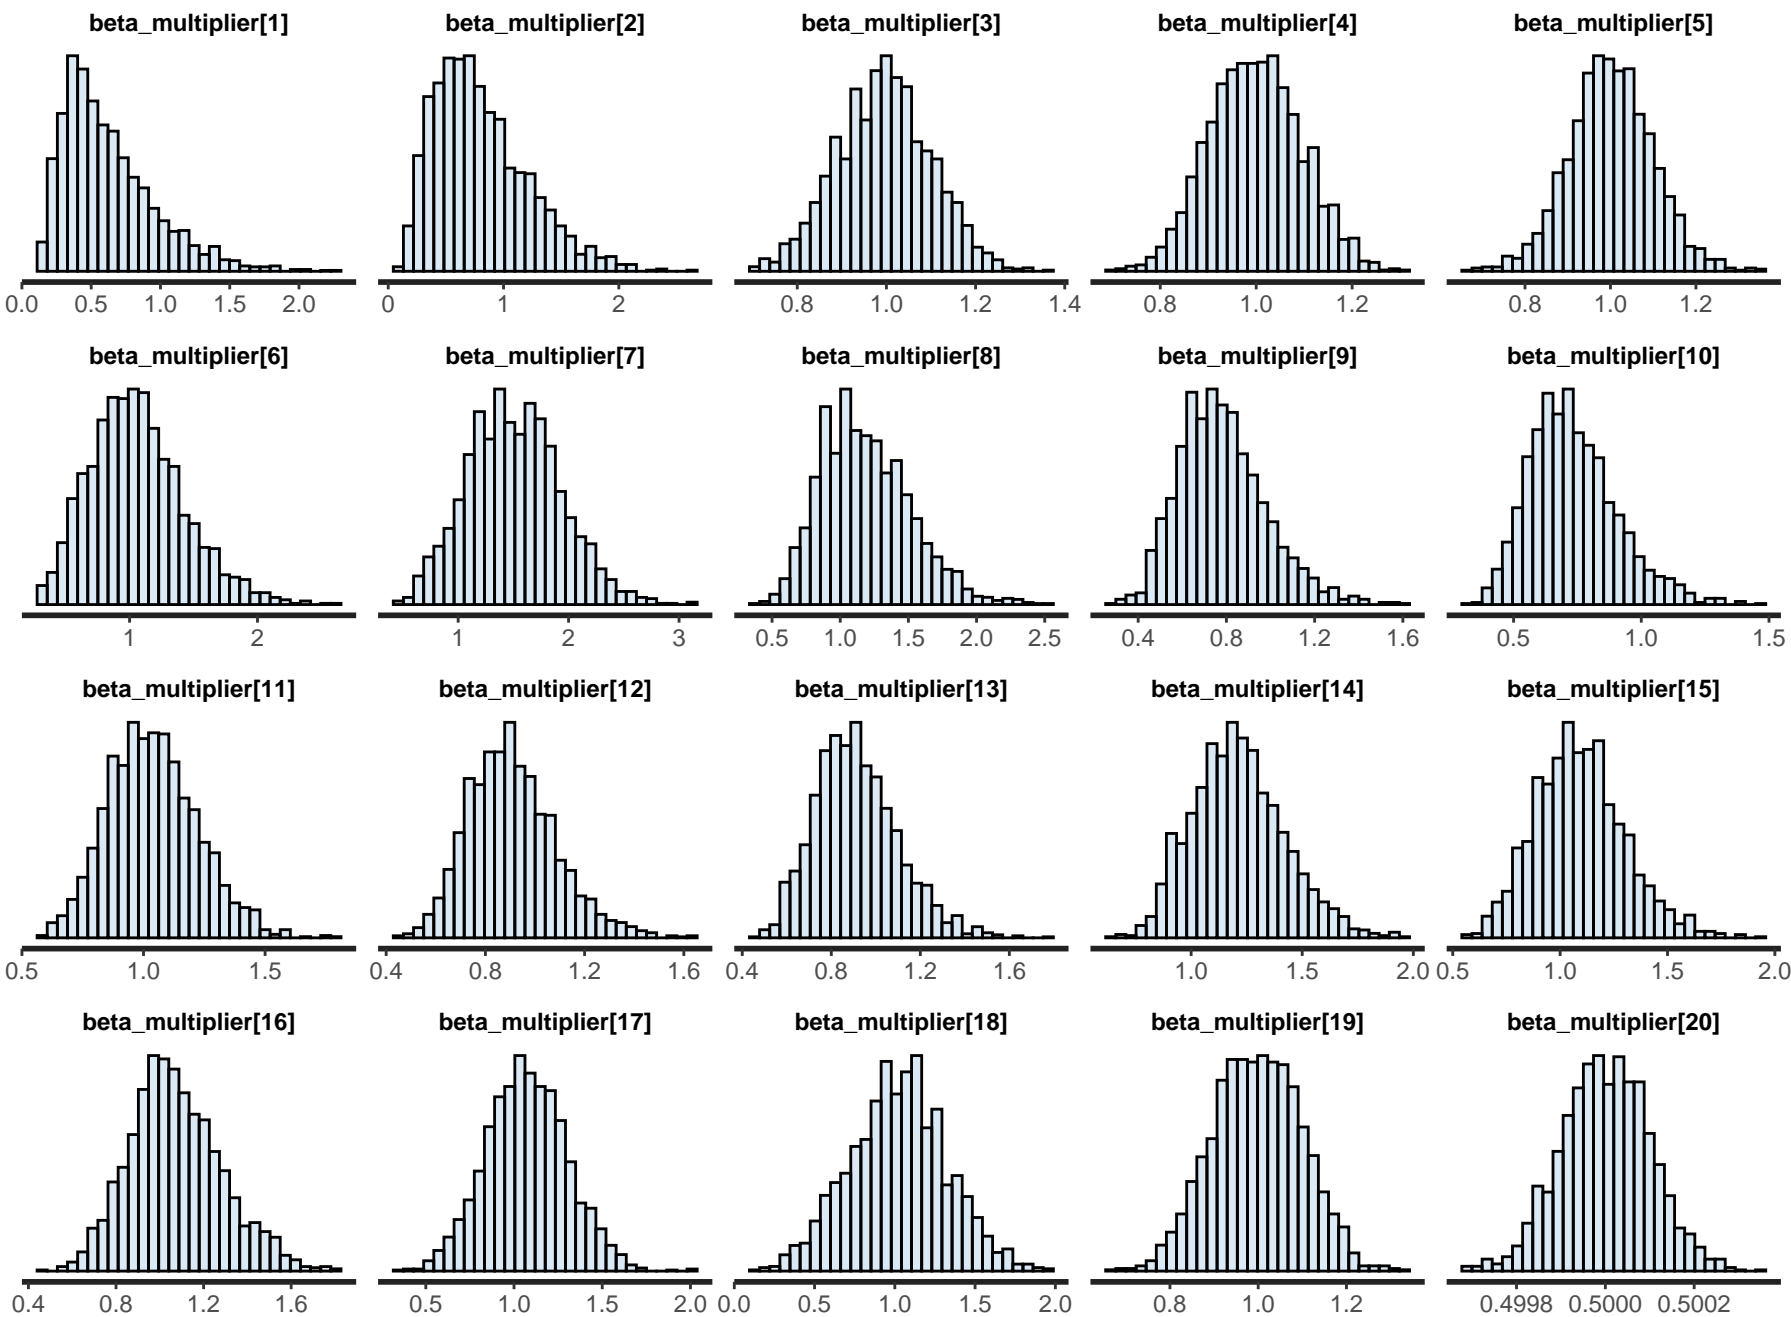 beta_multiplier[1] beta_multiplier[2] beta_multiplier[3] beta_multiplier[4] beta_multiplier[5]
0.0 0.5 1.0 1.5 2.0 0 1 2 0.8 1.0 1.2 1.4 0.8 1.0 1.2 0.8 1.0 1.2
beta_multiplier[6] beta_multiplier[7] beta_multiplier[8] beta_multiplier[9] beta_multiplier[10]
1 2 1 2 3 0.5 1.0 1.5 2.0 2.5 0.4 0.8 1.2 1.6 0.5 1.0 1.5
beta_multiplier[11] beta_multiplier[12] beta_multiplier[13] beta_multiplier[14] beta_multiplier[15]
0.5 1.0 1.5 0.4 0.8 1.2 1.6 0.4 0.8 1.2 1.6 1.0 1.5 2.0 0.5 1.0 1.5 2.0
beta_multiplier[16] beta_multiplier[17] beta_multiplier[18] beta_multiplier[19] beta_multiplier[20]
0.4 0.8 1.2 1.6 0.5 1.0 1.5 2.0 0.0 0.5 1.0 1.5 2.0 0.8 1.0 1.2 0.4998 0.5000 0.5002